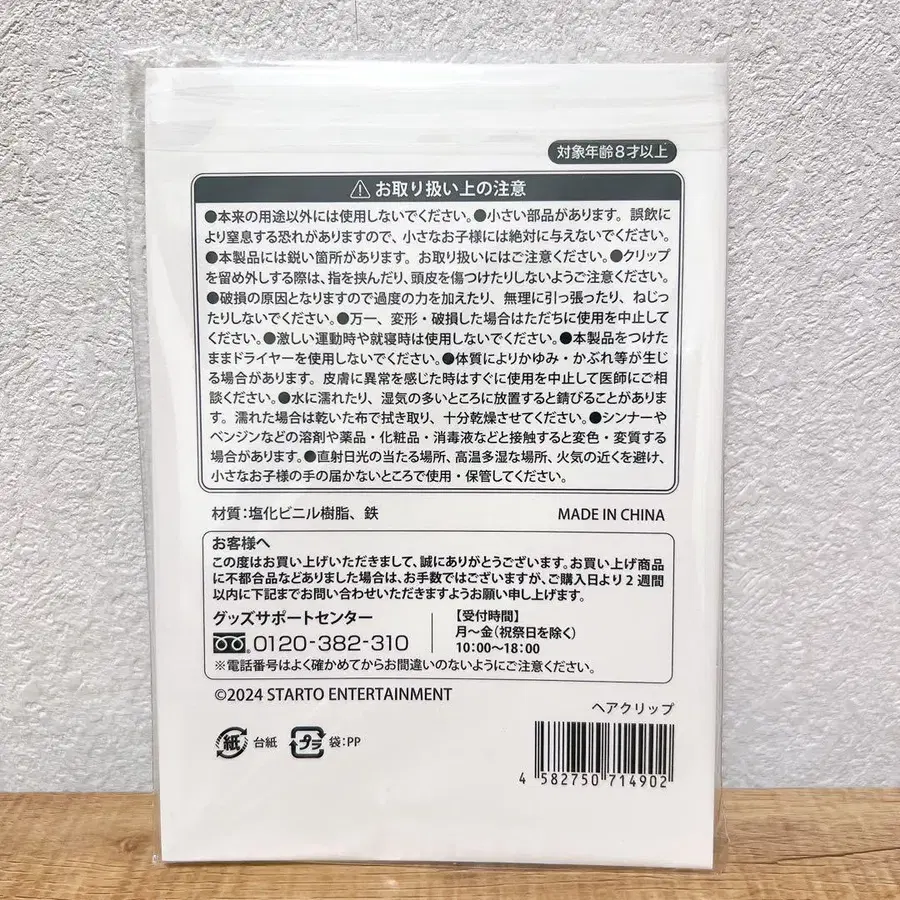 対象年齢8才以上
⚠お取り扱い上の注意
●本来の用途以外には使用しないでください。●小さい部品があります。誤飲に
より窒息する恐れがありますので、小さなお子様には絶対に与えないでください。
●本製品には鋭い箇所があります。お取り扱いにはご注意ください。●クリップ
を留め外しする際は、指を挟んだり、頭皮を傷つけたりしないようご注意ください。
●破損の原因となりますので過度の力を加えたり、無理に引っ張ったり、ねじっ
たりしないでください。●万一、変形・破損した場合はただちに使用を中止して
ください。●激しい運動時や就寝時は使用しないでください。●本製品をつけた
ままドライヤーを使用しないでください。●体質によりかゆみ・かぶれ等が生じ
る場合があります。皮膚に異常を感じた時はすぐに使用を中止して医師にご相
談ください。●水に濡れたり、湿気の多いところに放置すると錆びることがありま
す。濡れた場合は乾いた布で拭き取り、十分乾燥させてください。●シンナーや
ベンジンなどの溶剤や薬品・化粧品・消毒液などと接触すると変色・変質する
場合があります。●直射日光の当たる場所、高温多湿な場所、火気の近くを避け、
小さなお子様の手の届かないところで使用・保管してください。
材質：塩化ビニル樹脂、鉄
MADE IN CHINA
お客様へ
この度はお買い上げいただきまして、誠にありがとうございます。お買い上げ商品
に不都合品などありました場合は、お手数ではございますが、ご購入日より2週間
以内に下記までお問い合わせいただきますようお願い申し上げます。
グッズサポートセンター
0120-382-310
【受付時間】
月〜金(祝祭日を除く)
10:00〜18:00
※電話番号はよく確かめてからお間違いのないようにご注意ください。
©2024 STARTO ENTERTAINMENT
ヘアクリップ
紙 台紙 プラ 袋：PP
4 582750 714902